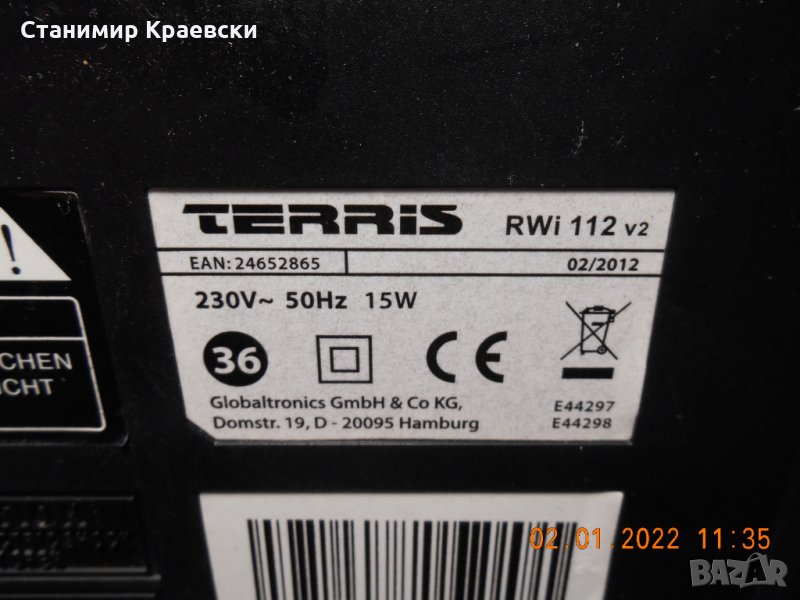 Станимир Краевски
TERRIS RWi 112 v2
EAN: 24652865 02/2012
230V~ 50Hz 15W
!
36
CE
CHEN
Globaltronics GmbH & Co KG,
Domstr. 19, D - 20095 Hamburg
E44297
E44298
02.01.2022 11:35
BAZAR